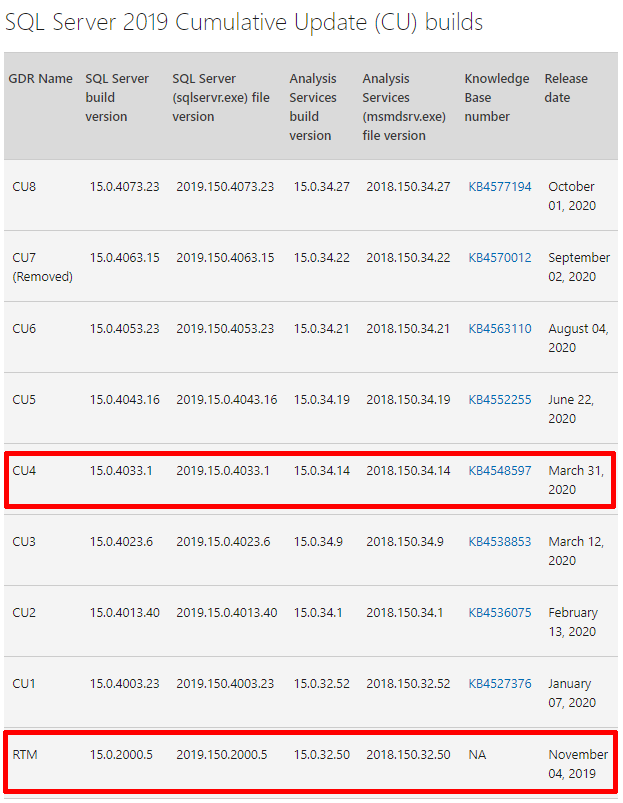 SQL Server 2019 Cumulative Update (CU) builds
GDR Name SQL Server build version SQL Server (sqlservr.exe) file version Analysis Services build version Analysis Services (msmdsrv.exe) file version Knowledge Base number Release date
CU8 15.0.4073.23 2019.150.4073.23 15.0.34.27 2018.150.34.27 KB4577194 October 01, 2020
CU7 (Removed) 15.0.4063.15 2019.150.4063.15 15.0.34.22 2018.150.34.22 KB4570012 September 02, 2020
CU6 15.0.4053.23 2019.150.4053.23 15.0.34.21 2018.150.34.21 KB4563110 August 04, 2020
CU5 15.0.4043.16 2019.15.0.4043.16 15.0.34.19 2018.150.34.19 KB4552255 June 22, 2020
CU4 15.0.4033.1 2019.15.0.4033.1 15.0.34.14 2018.150.34.14 KB4548597 March 31, 2020
CU3 15.0.4023.6 2019.15.0.4023.6 15.0.34.9 2018.150.34.9 KB4538853 March 12, 2020
CU2 15.0.4013.40 2019.15.0.4013.40 15.0.34.1 2018.150.34.1 KB4536075 February 13, 2020
CU1 15.0.4003.23 2019.150.4003.23 15.0.32.52 2018.150.32.52 KB4527376 January 07, 2020
RTM 15.0.2000.5 2019.150.2000.5 15.0.32.50 2018.150.32.50 NA November 04, 2019